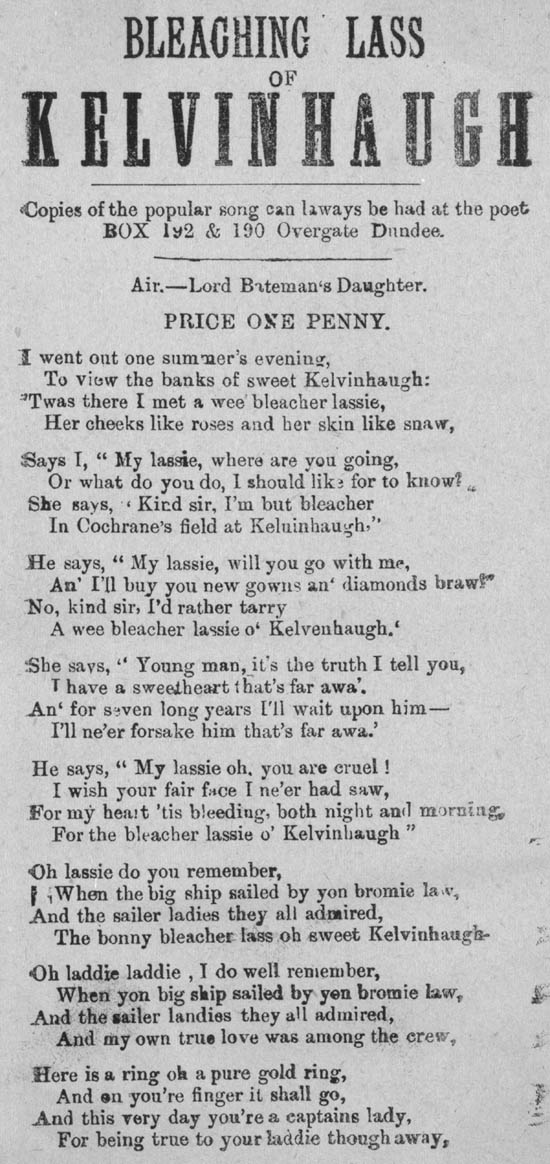 BLEACHING LASS
OF
KELVINHAUGH
Copies of the popular song can laways be had at the poet
BOX 192 & 190 Overgate Dundee.
Air.—Lord Bateman's Daughter.
PRICE ONE PENNY.
I went out one summer's evening,
To view the banks of sweet Kelvinhaugh:
'Twas there I met a wee bleacher lassie,
Her cheeks like roses and her skin like snaw,
Says I, “ My lassie, where are you going,
Or what do you do, I should like for to know? „
She says, ‘ Kind sir, I'm but bleacher
In Cochrane's field at Keluinhaugh,”
He says, “ My lassie, will you go with me,
An' I'll buy you new gowns an‘ diamonds braw?”
No, kind sir, I'd rather tarry
A wee bleacher lassie o‘ Kelvenhaugh.‘
She says, “ Young man, it's the truth I tell you,
I have a sweetheart that's far awa'.
An‘ for seven long years I'll wait upon him—
I'll ne'er forsake him that's far awa.’
He says, “ My lassie oh, you are cruel !
I wish your fair face I ne'er had saw,
For my heart 'tis bleeding, both night and morning,
For the bleacher lassie o’ Kelvinhaugh ”
Oh lassie do you remember,
When the big ship sailed by yon bromie law,
And the sailer ladies they all admired,
The bonny bleacher lass oh sweet Kelvinhaugh-
Oh laddie laddie , I do well remember,
When yon big ship sailed by yen bromie law,
And the sailer landies they all admired,
And my own true love was among the crew,
Here is a ring oh a pure gold ring,
And on you're finger it shall go,
And this very day you're a captains lady,
For being true to your laddie though away,